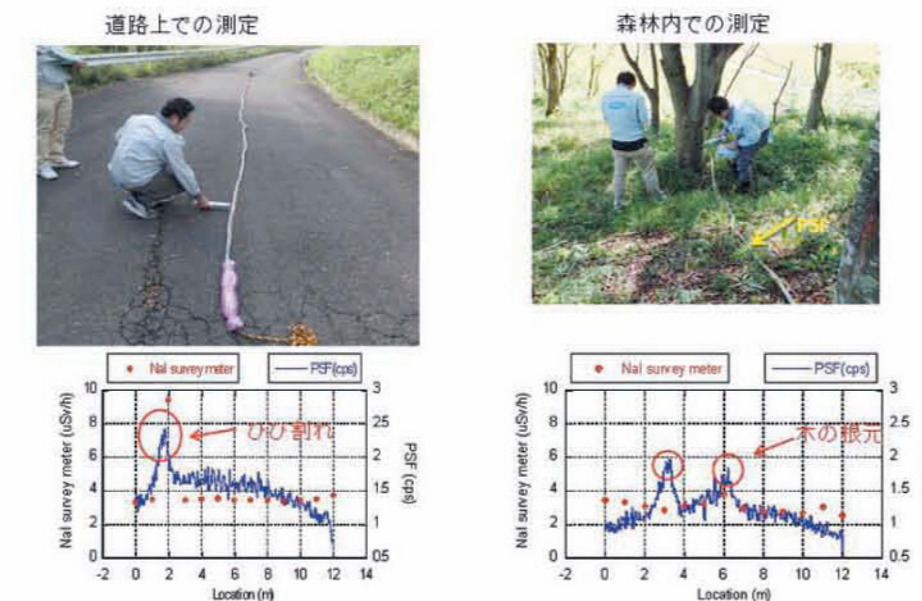 道路上での測定
森林内での測定
PSF
NaI survey meter
PSF(cps)
NaI survey meter
PSF(cps)
NaI survey meter (uSv/h)
10
8
6
4
2
0
ひび割れ
3
2.5
2
1.5
1
0.5
PSF (cps)
-2 0 2 4 6 8 10 12 14
Location (m)
NaI survey meter (uSv/h)
10
8
6
4
2
0
木の根元
3
2.5
2
1.5
1
0.5
PSF (cps)
-2 0 2 4 6 8 10 12 14
Location (m)